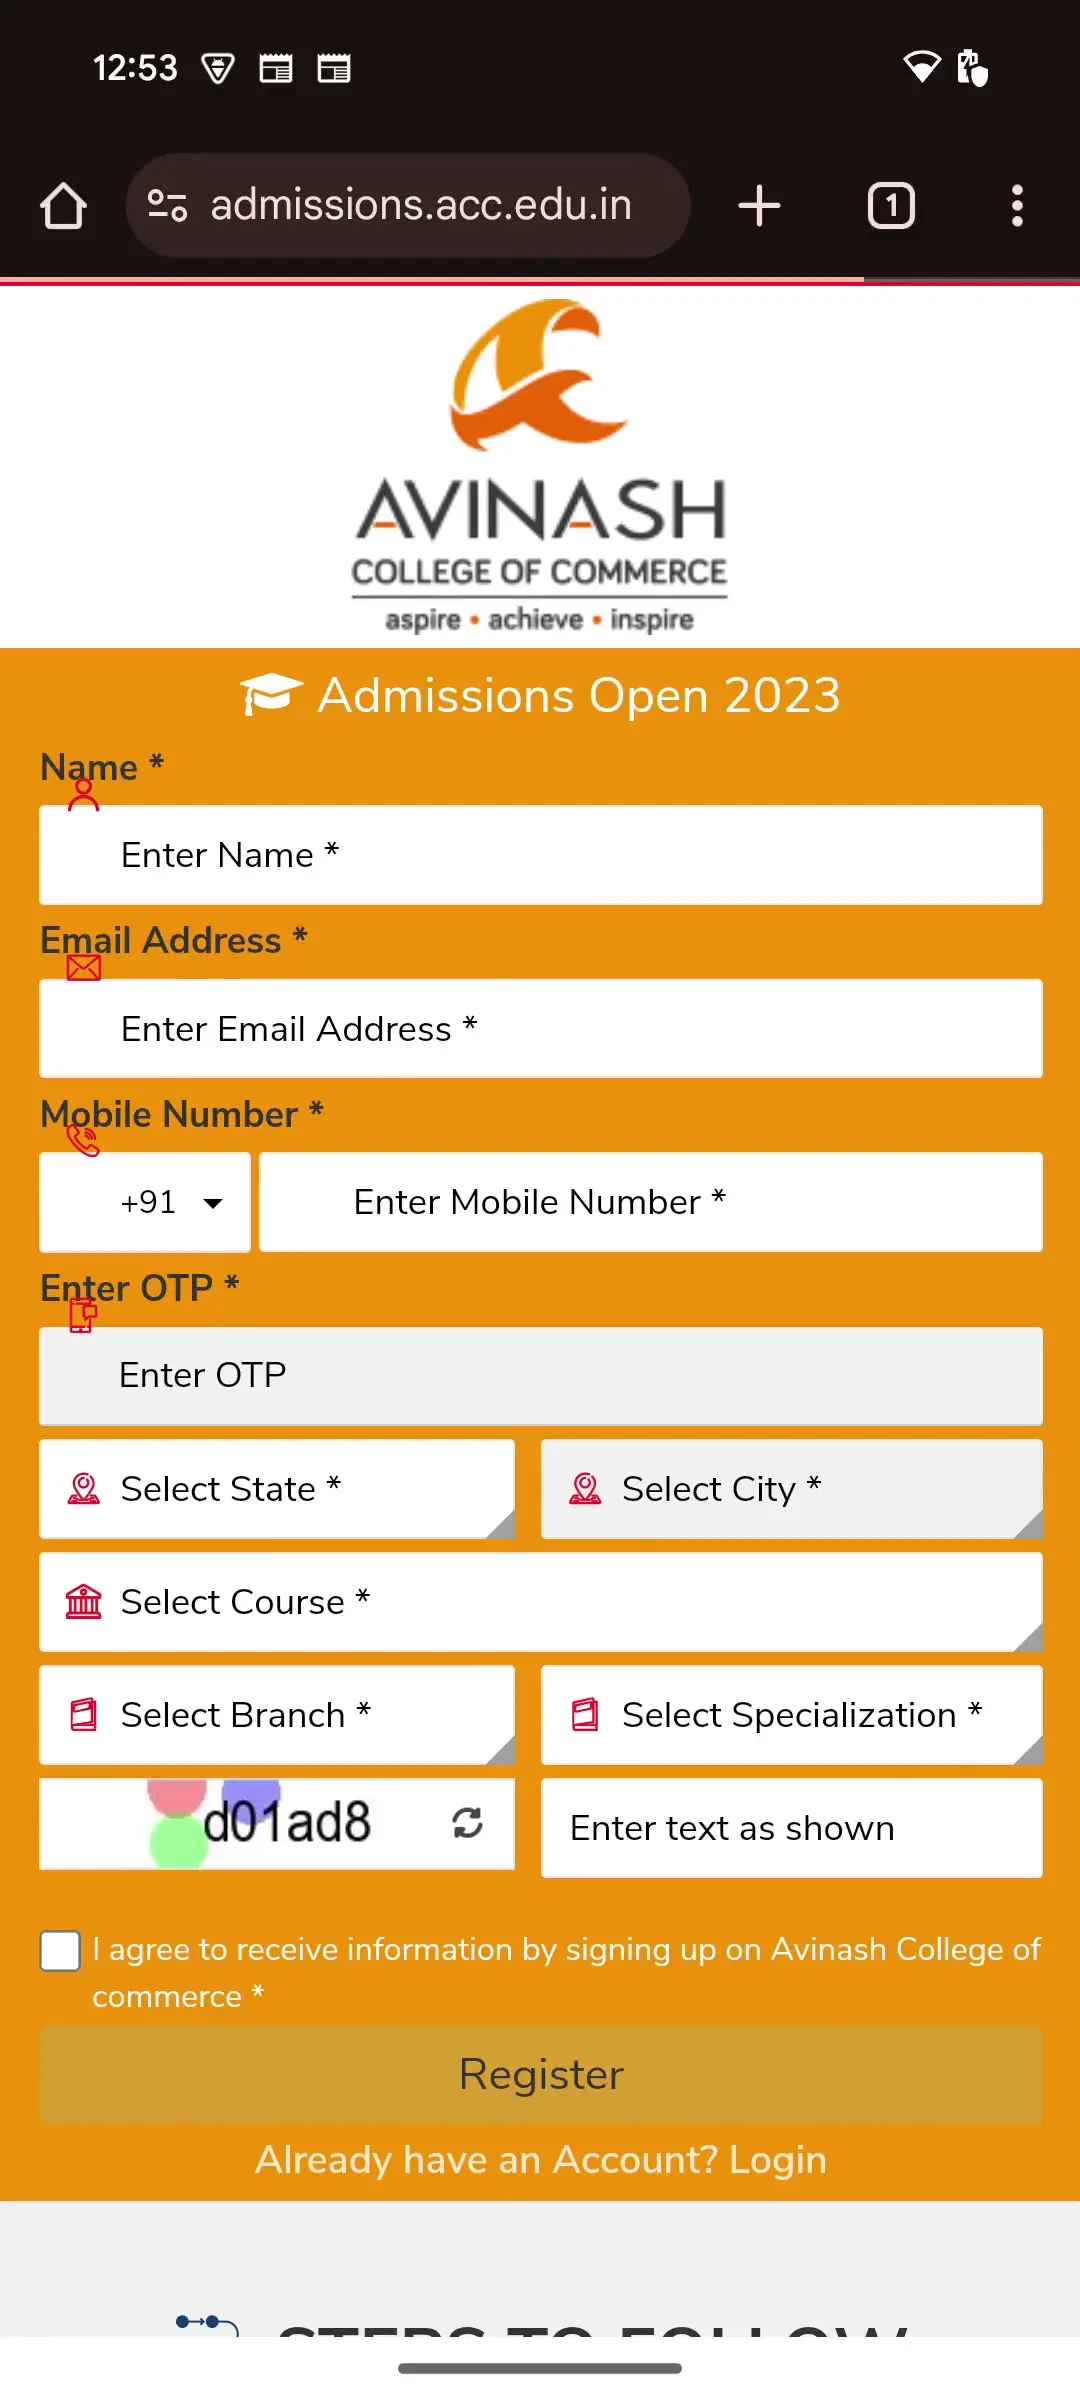 12:53
admissions.acc.edu.in
1
AVINASH
COLLEGE OF COMMERCE
aspire • achieve • inspire
Admissions Open 2023
Name *
Enter Name *
Email Address *
Enter Email Address *
Mobile Number *
+91
Enter Mobile Number *
Enter OTP *
Enter OTP
Select State *
Select City *
Select Course *
Select Branch *
Select Specialization *
d01ad8
Enter text as shown
I agree to receive information by signing up on Avinash College of
commerce *
Register
Already have an Account? Login
STEPS TO FOLLOW